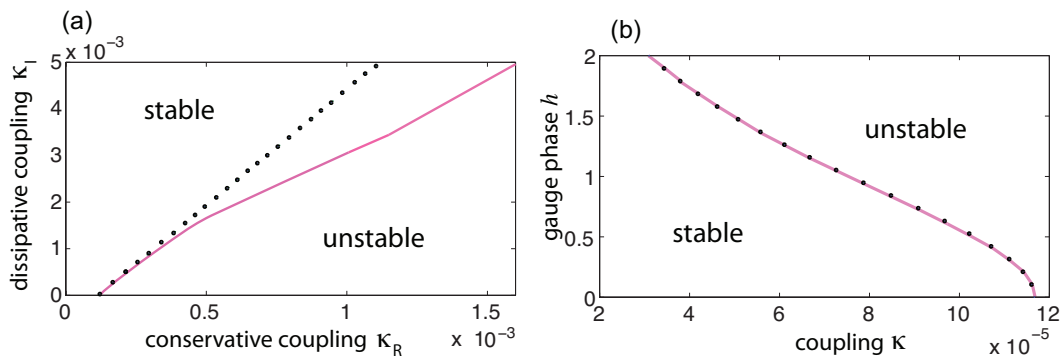 (a)
× 10⁻³
5
4
3
2
1
0
dissipative coupling κ_I
stable
unstable
0
0.5
1
1.5
× 10⁻³
conservative coupling κ_R
(b)
2
1.5
1
0.5
0
gauge phase h
unstable
stable
2
4
6
8
10
12
× 10⁻⁵
coupling κ